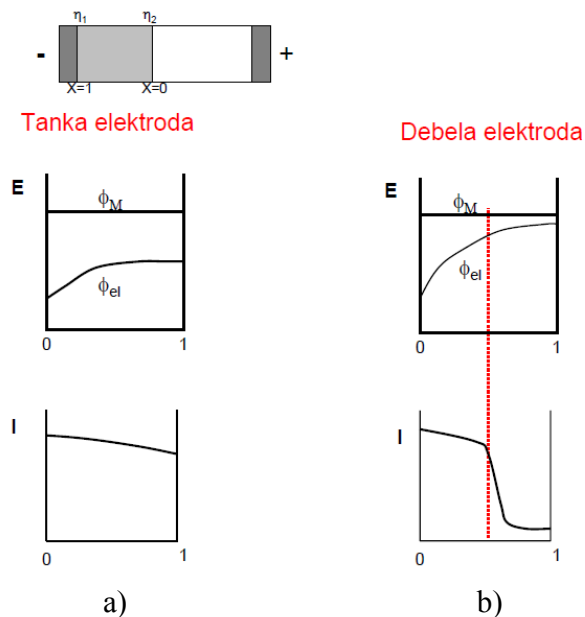 η1 η2
- +
X=1 X=0
Tanka elektroda
Debela elektroda
E
ϕM
ϕel
0 1
E
ϕM
ϕel
0 1
I
0 1
I
0 1
a)
b)